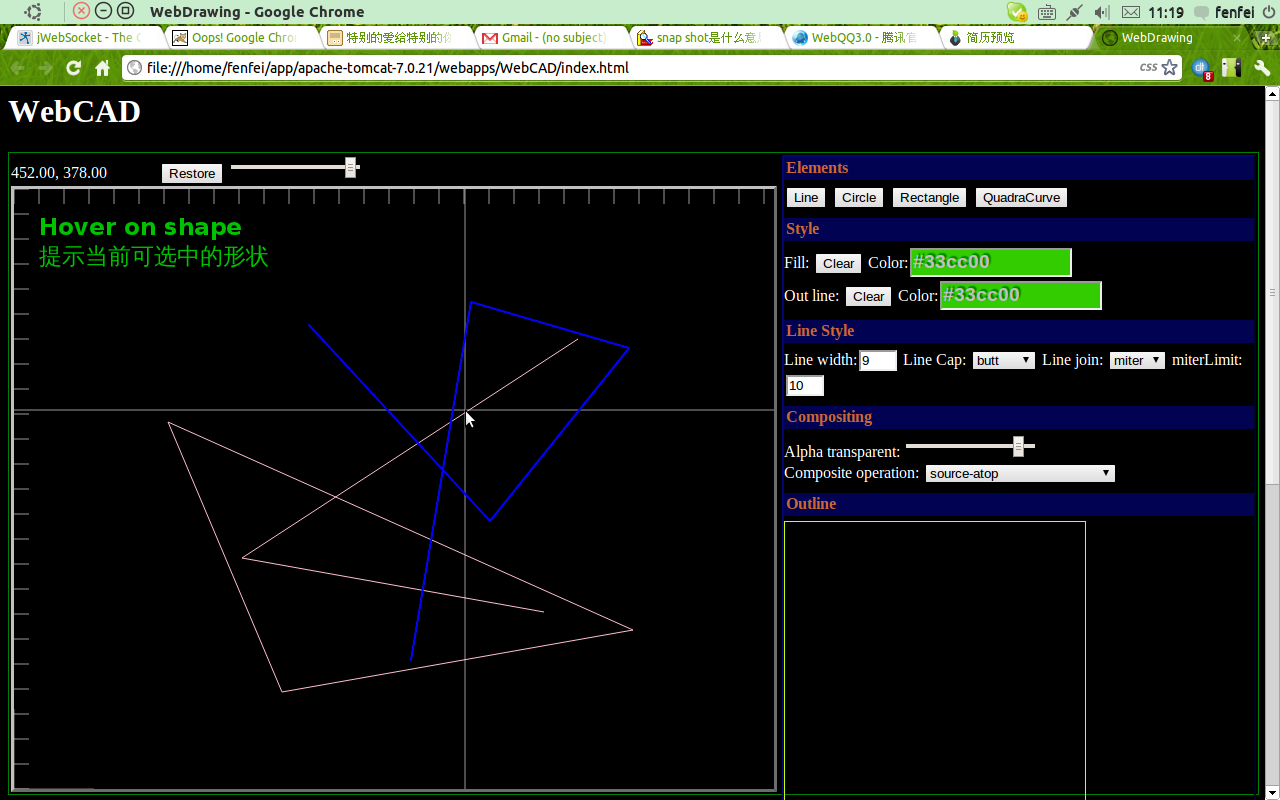 WebDrawing - Google Chrome
11:19 fenfei
jWebSocket - The
Oops! Google Chro
特别的爱给特别的
Gmail - (no subject)
snap shot是什么意
WebQQ3.0 - 腾讯
简历预览
WebDrawing
file:///home/fenfei/app/apache-tomcat-7.0.21/webapps/WebCAD/index.html
CSS
8
WebCAD
452.00, 378.00 Restore
Hover on shape
提示当前可选中的形状
Elements
Line Circle Rectangle QuadraCurve
Style
Fill: Clear Color: #33cc00
Out line: Clear Color: #33cc00
Line Style
Line width: 9 Line Cap: butt Line join: miter miterLimit:
10
Compositing
Alpha transparent:
Composite operation: source-atop
Outline